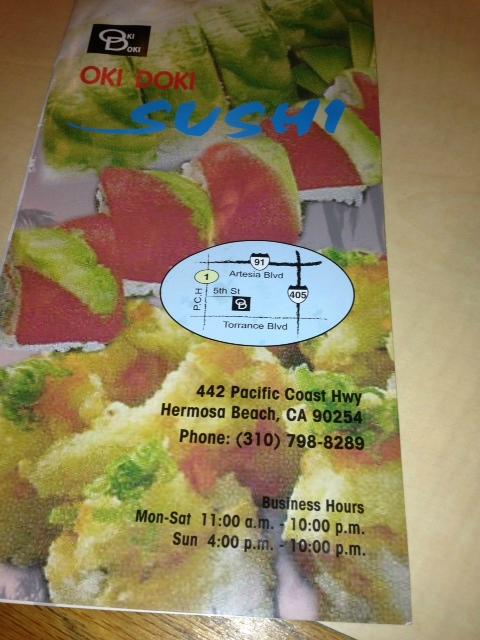 OKI
DOKI
OKI DOKI
SUSHI
91
Artesia Blvd
1
P.C.H
5th St
405
Torrance Blvd
442 Pacific Coast Hwy
Hermosa Beach, CA 90254
Phone: (310) 798-8289
Business Hours
Mon-Sat 11:00 a.m. - 10:00 p.m.
Sun 4:00 p.m. - 10:00 p.m.